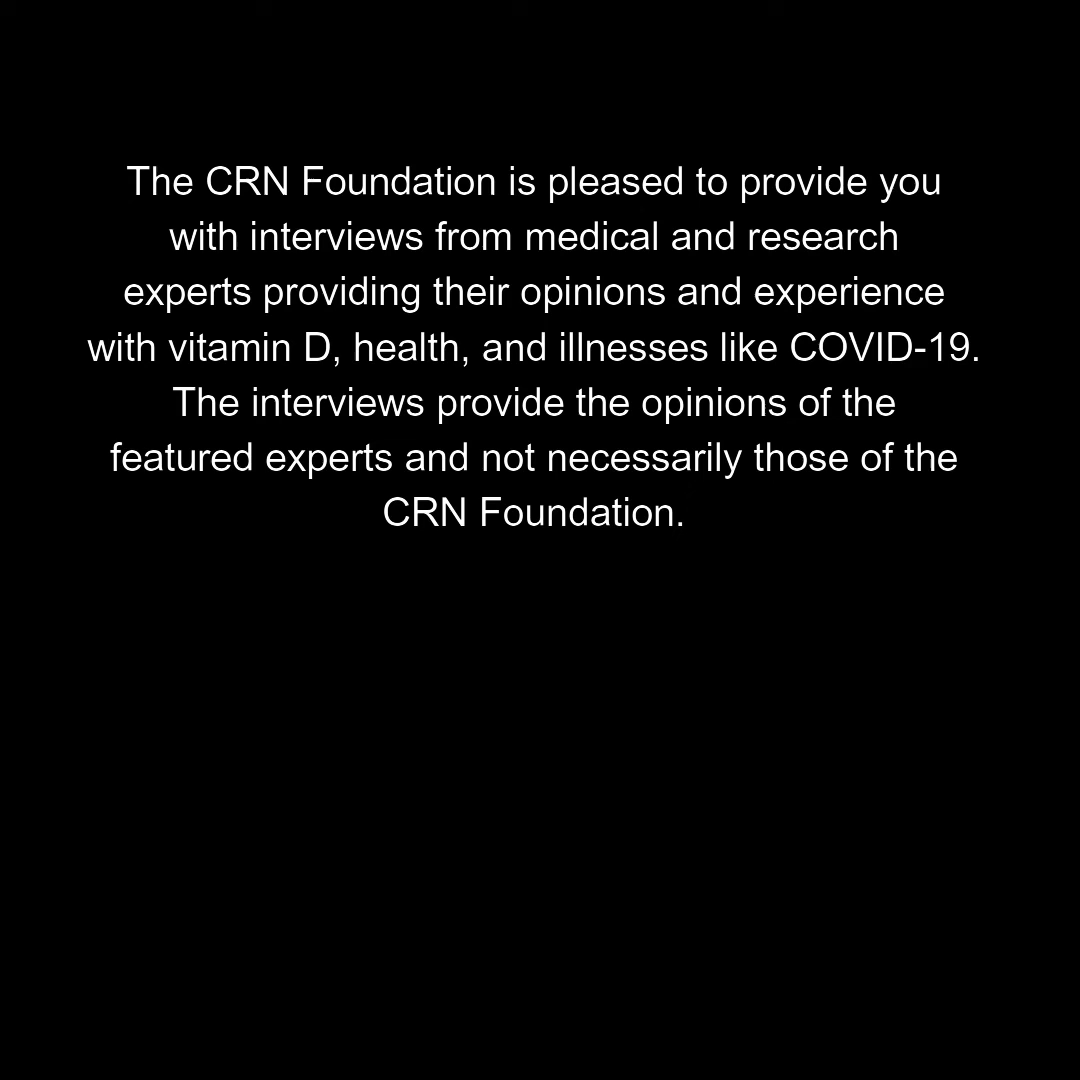 The CRN Foundation is pleased to provide you
with interviews from medical and research
experts providing their opinions and experience
with vitamin D, health, and illnesses like COVID-19.
The interviews provide the opinions of the
featured experts and not necessarily those of the
CRN Foundation.